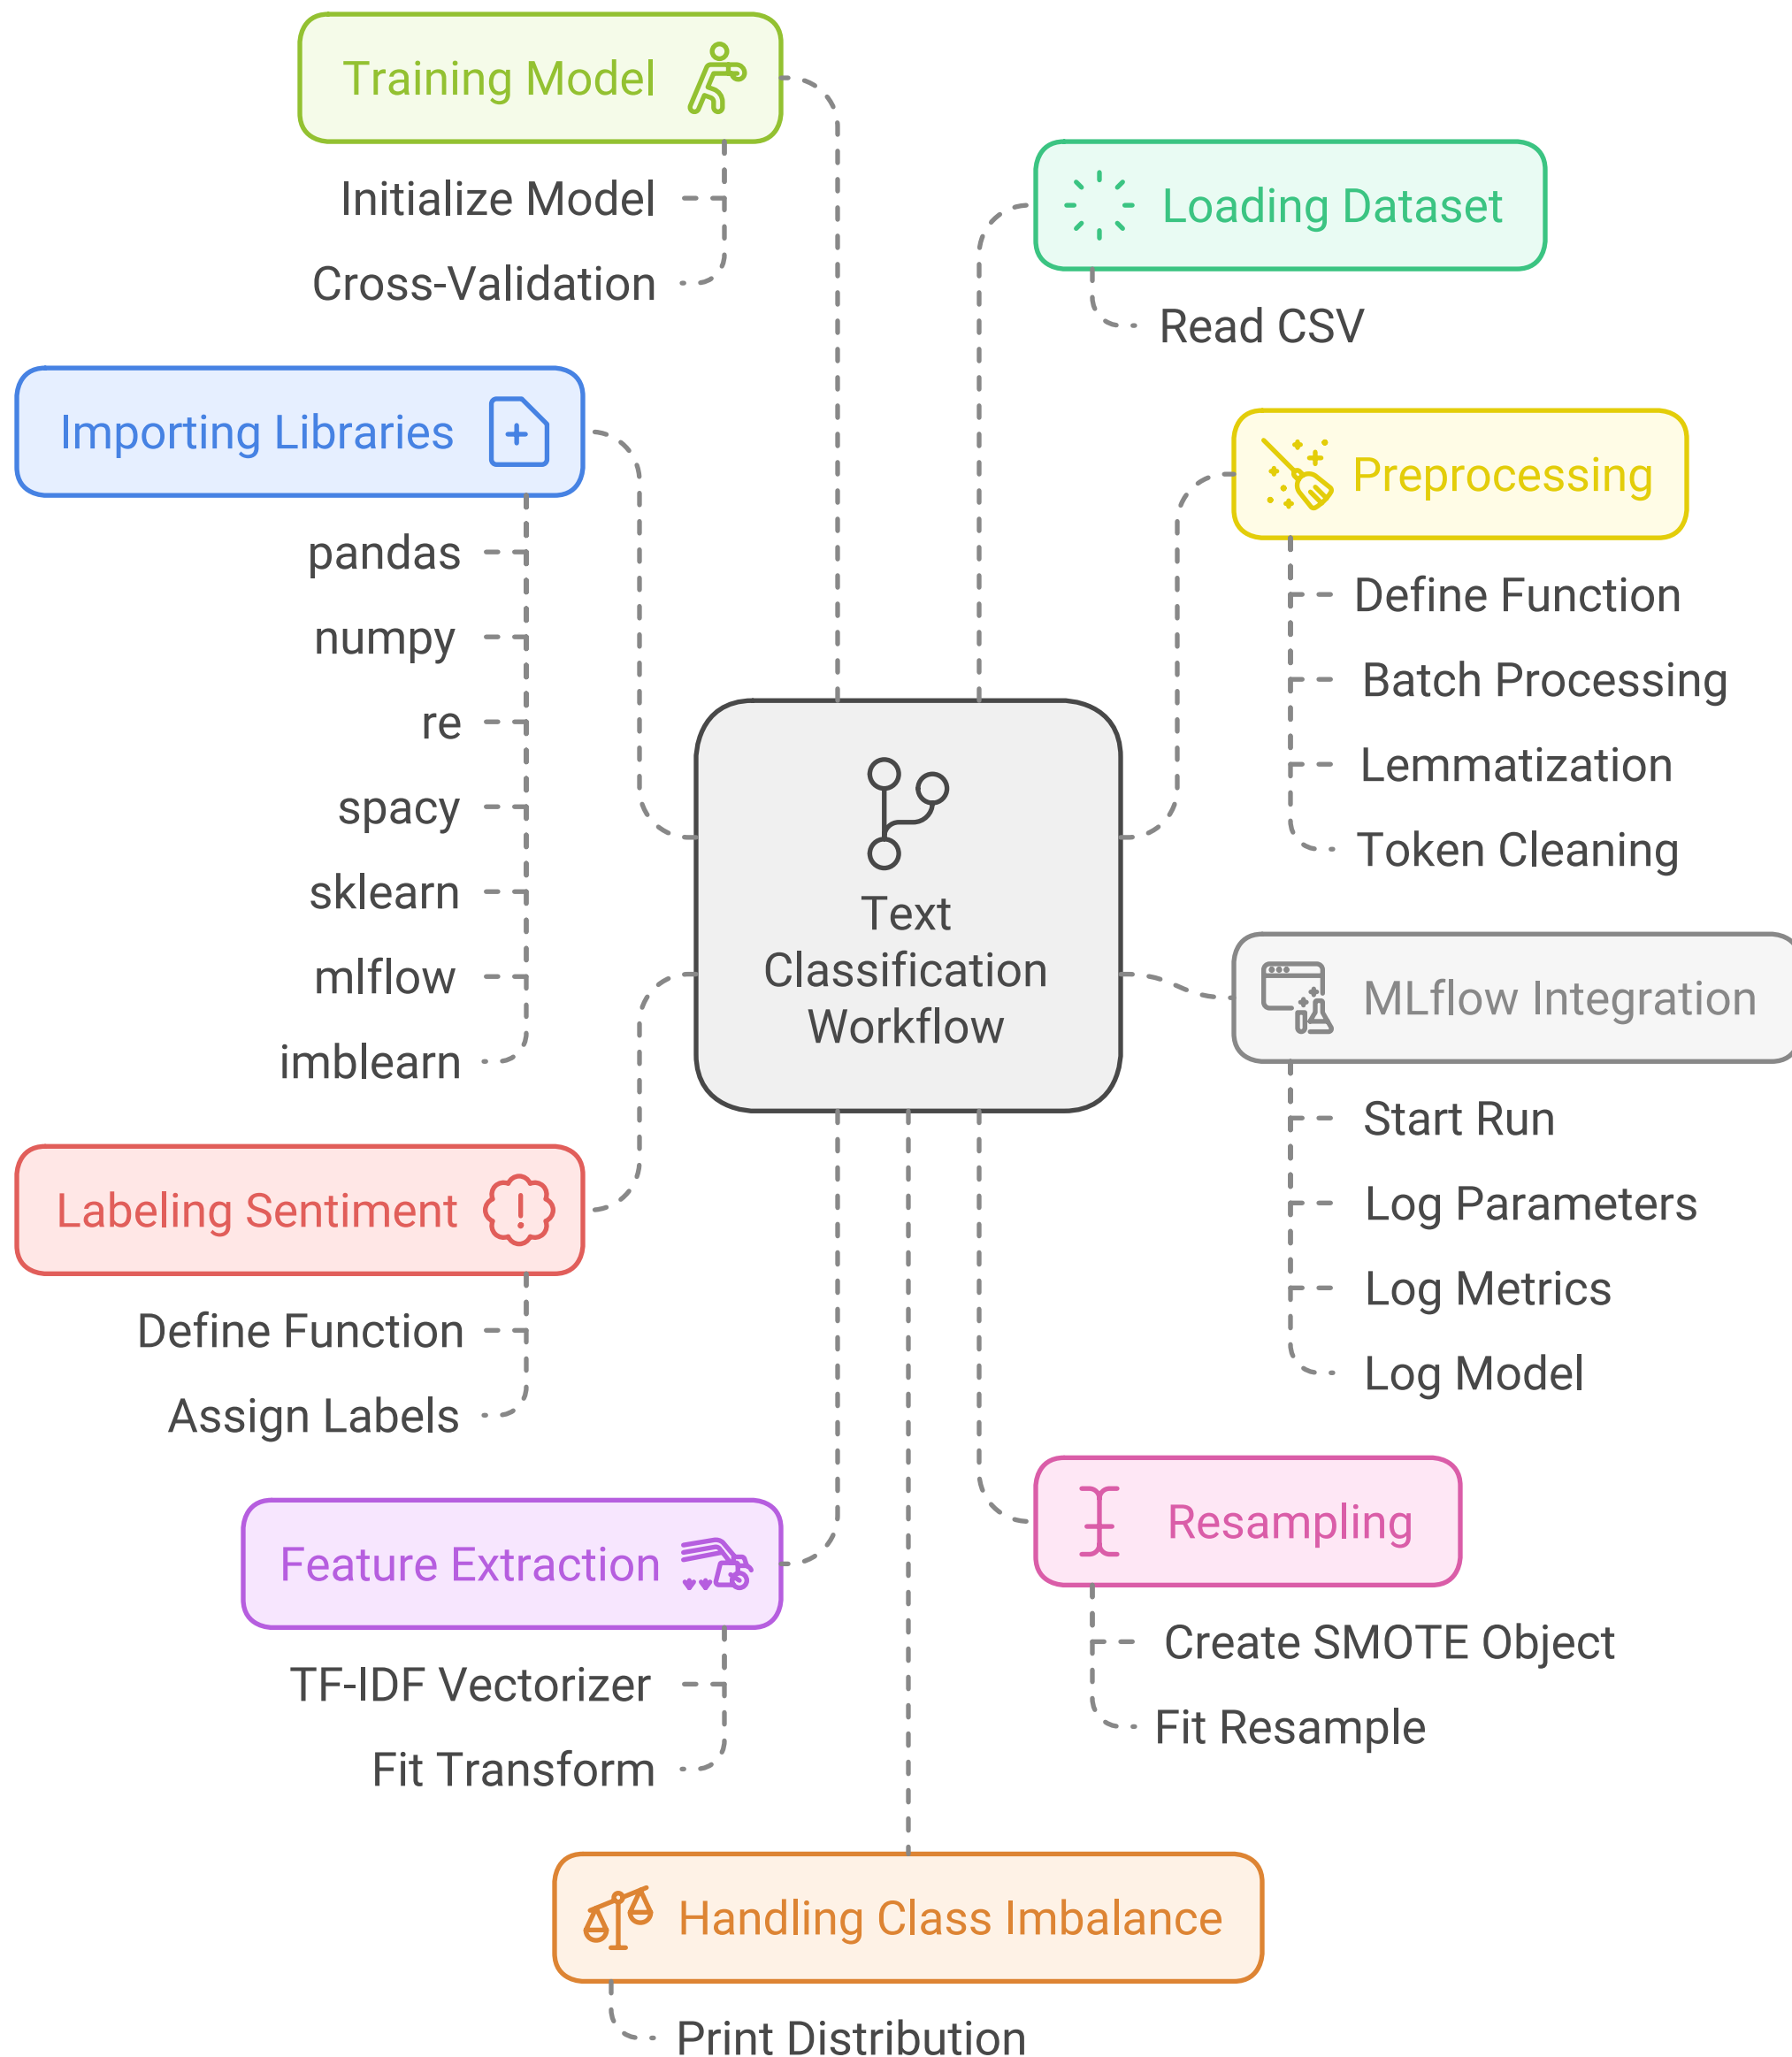 Training Model
Initialize Model
Cross-Validation
Loading Dataset
Read CSV
Importing Libraries
pandas
numpy
re
spacy
sklearn
mlflow
imblearn
Preprocessing
Define Function
Batch Processing
Lemmatization
Token Cleaning
Text
Classification
Workflow
MLflow Integration
Start Run
Log Parameters
Log Metrics
Log Model
Labeling Sentiment
Define Function
Assign Labels
Feature Extraction
TF-IDF Vectorizer
Fit Transform
Resampling
Create SMOTE Object
Fit Resample
Handling Class Imbalance
Print Distribution